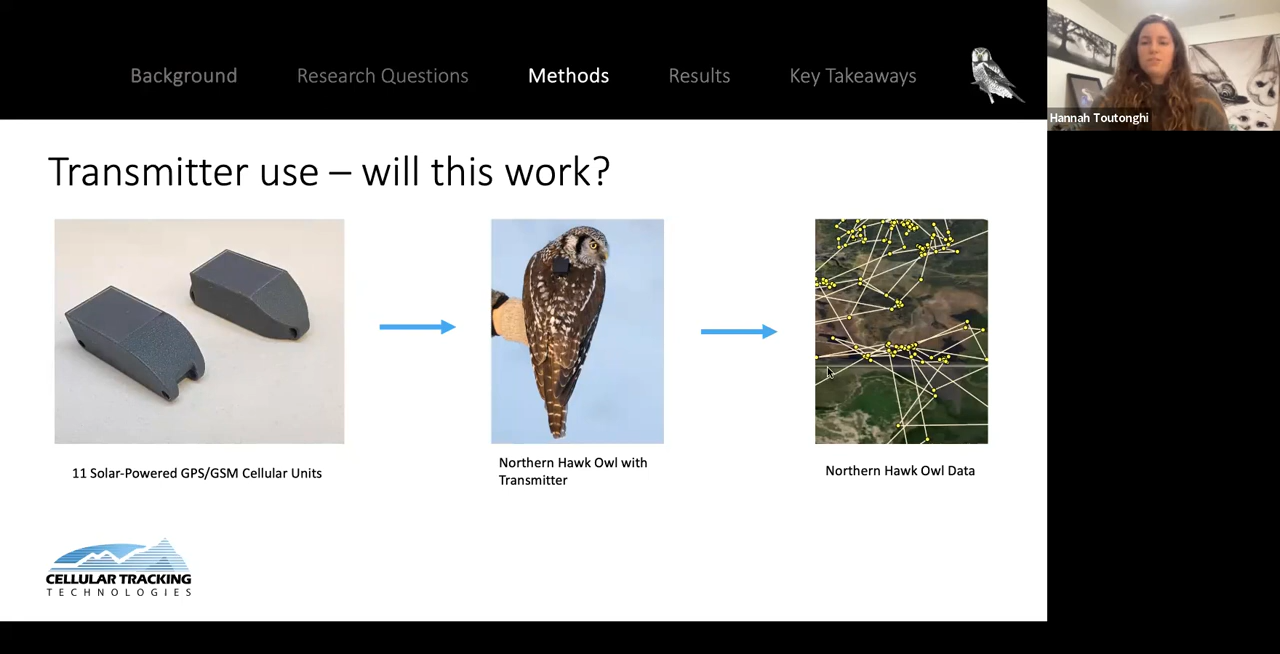 Background Research Questions Methods Results Key Takeaways
Hannah Toutonghi
Transmitter use – will this work?
11 Solar-Powered GPS/GSM Cellular Units
Northern Hawk Owl with
Transmitter
Northern Hawk Owl Data
CELLULAR TRACKING
TECHNOLOGIES